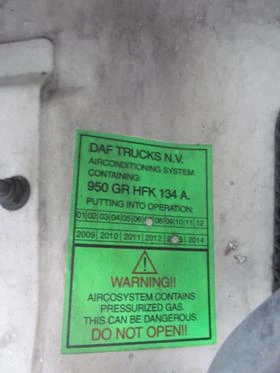 DAF TRUCKS N.V.
AIRCONDITIONING SYSTEM.
CONTAINING:
950 GR HFK 134 A.
PUTTING INTO OPERATION:
01 02 03 04 05 06 08 09 10 11 12
2009 2010 2011 2012 2014
WARNING!!
AIRCOSYSTEM CONTAINS
PRESSURIZED GAS.
THIS CAN BE DANGEROUS
DO NOT OPEN!!